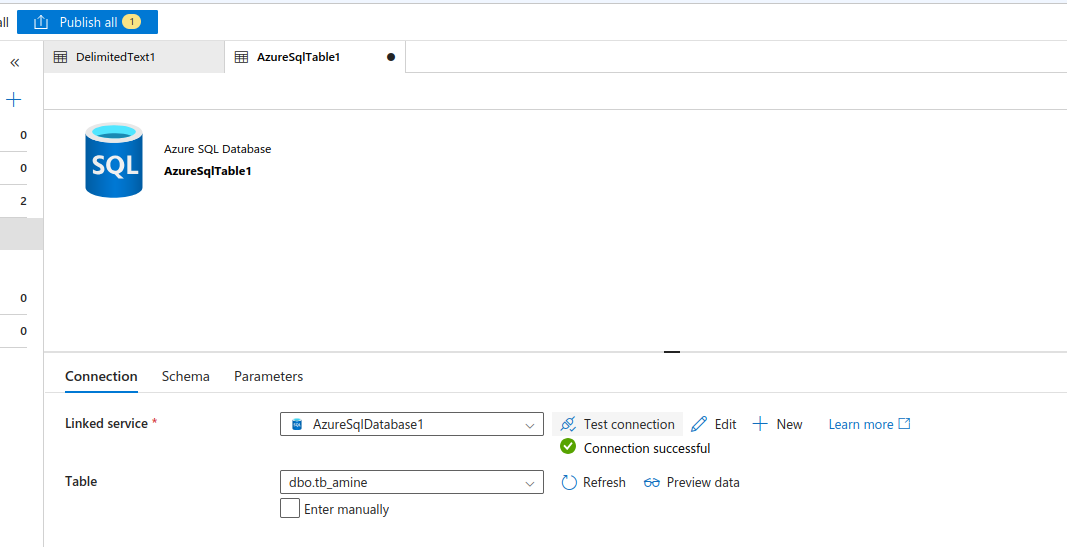 all
Publish all 1
«
DelimitedText1
AzureSqlTable1
0
0
2
0
0
SQL
Azure SQL Database
AzureSqlTable1
Connection Schema Parameters
Linked service * AzureSqlDatabase1 Test connection Edit New Learn more
Connection successful
Table dbo.tb_amine Refresh Preview data
Enter manually